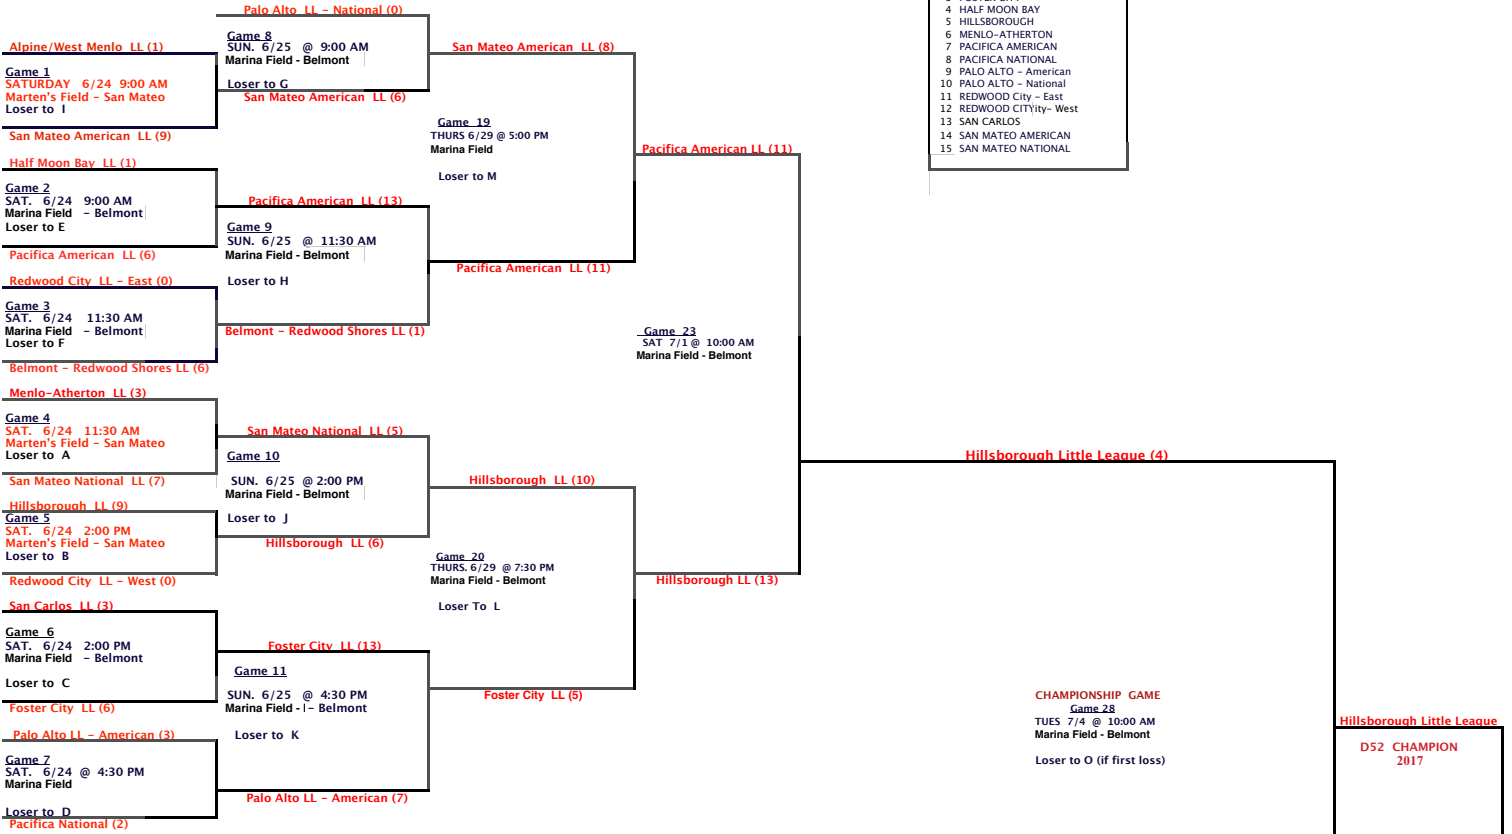 Palo Alto LL - National (0)
Alpine/West Menlo LL (1)
Game 1
SATURDAY 6/24 9:00 AM
Marten's Field - San Mateo
Loser to I
San Mateo American LL (9)
Half Moon Bay LL (1)
Game 2
SAT. 6/24 9:00 AM
Marina Field - Belmont
Loser to E
Pacifica American LL (6)
Redwood City LL - East (0)
Game 3
SAT. 6/24 11:30 AM
Marina Field - Belmont
Loser to F
Belmont - Redwood Shores LL (6)
Menlo-Atherton LL (3)
Game 4
SAT. 6/24 11:30 AM
Marten's Field - San Mateo
Loser to A
San Mateo National LL (7)
Hillsborough LL (9)
Game 5
SAT. 6/24 2:00 PM
Marten's Field - San Mateo
Loser to B
Redwood City LL - West (0)
San Carlos LL (3)
Game 6
SAT. 6/24 2:00 PM
Marina Field - Belmont
Loser to C
Foster City LL (6)
Palo Alto LL - American (3)
Game 7
SAT. 6/24 @ 4:30 PM
Marina Field
Loser to D
Pacifica National (2)
Game 8
SUN. 6/25 @ 9:00 AM
Marina Field - Belmont
Loser to G
San Mateo American LL (6)
Pacifica American LL (13)
Game 9
SUN. 6/25 @ 11:30 AM
Marina Field - Belmont
Loser to H
Belmont - Redwood Shores LL (1)
San Mateo National LL (5)
Game 10
SUN. 6/25 @ 2:00 PM
Marina Field - Belmont
Loser to J
Hillsborough LL (6)
Foster City LL (13)
Game 11
SUN. 6/25 @ 4:30 PM
Marina Field - - Belmont
Loser to K
Palo Alto LL - American (7)
San Mateo American LL (8)
Game 19
THURS 6/29 @ 5:00 PM
Marina Field
Loser to M
Pacifica American LL (11)
Hillsborough LL (10)
Game 20
THURS. 6/29 @ 7:30 PM
Marina Field - Belmont
Loser To L
Foster City LL (5)
Pacifica American LL (11)
Game 23
SAT 7/1 @ 10:00 AM
Marina Field - Belmont
Hillsborough LL (13)
4 HALF MOON BAY
5 HILLSBOROUGH
6 MENLO-ATHERTON
7 PACIFICA AMERICAN
8 PACIFICA NATIONAL
9 PALO ALTO - American
10 PALO ALTO - National
11 REDWOOD City - East
12 REDWOOD CITYity- West
13 SAN CARLOS
14 SAN MATEO AMERICAN
15 SAN MATEO NATIONAL
Hillsborough Little League (4)
CHAMPIONSHIP GAME
Game 28
TUES 7/4 @ 10:00 AM
Marina Field - Belmont
Loser to O (if first loss)
Hillsborough Little League
D52 CHAMPION
2017